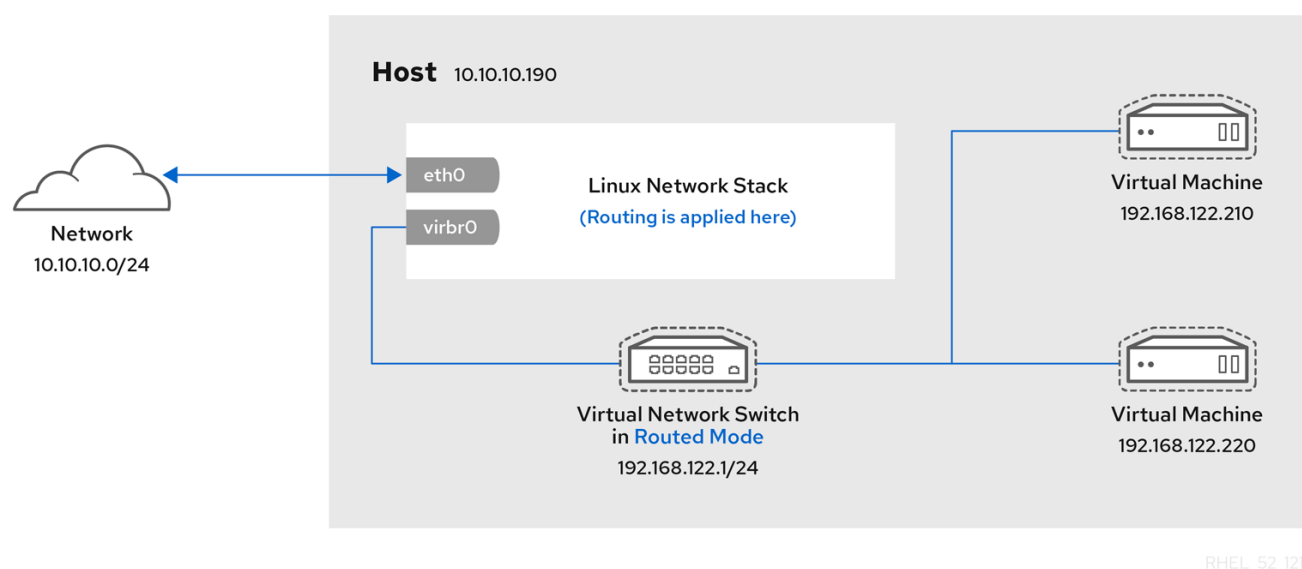 Host 10.10.10.190
eth0
Linux Network Stack
(Routing is applied here)
virbr0
Network
10.10.10.0/24
Virtual Machine
192.168.122.210
Virtual Network Switch
in Routed Mode
192.168.122.1/24
Virtual Machine
192.168.122.220
RHEL_52_121